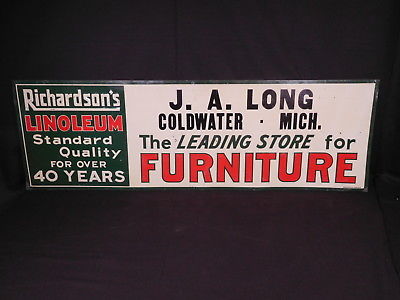 Richardson's
LINOLEUM
Standard
Quality
FOR OVER
40 YEARS
J. A. LONG
COLDWATER · MICH.
The LEADING STORE for
FURNITURE